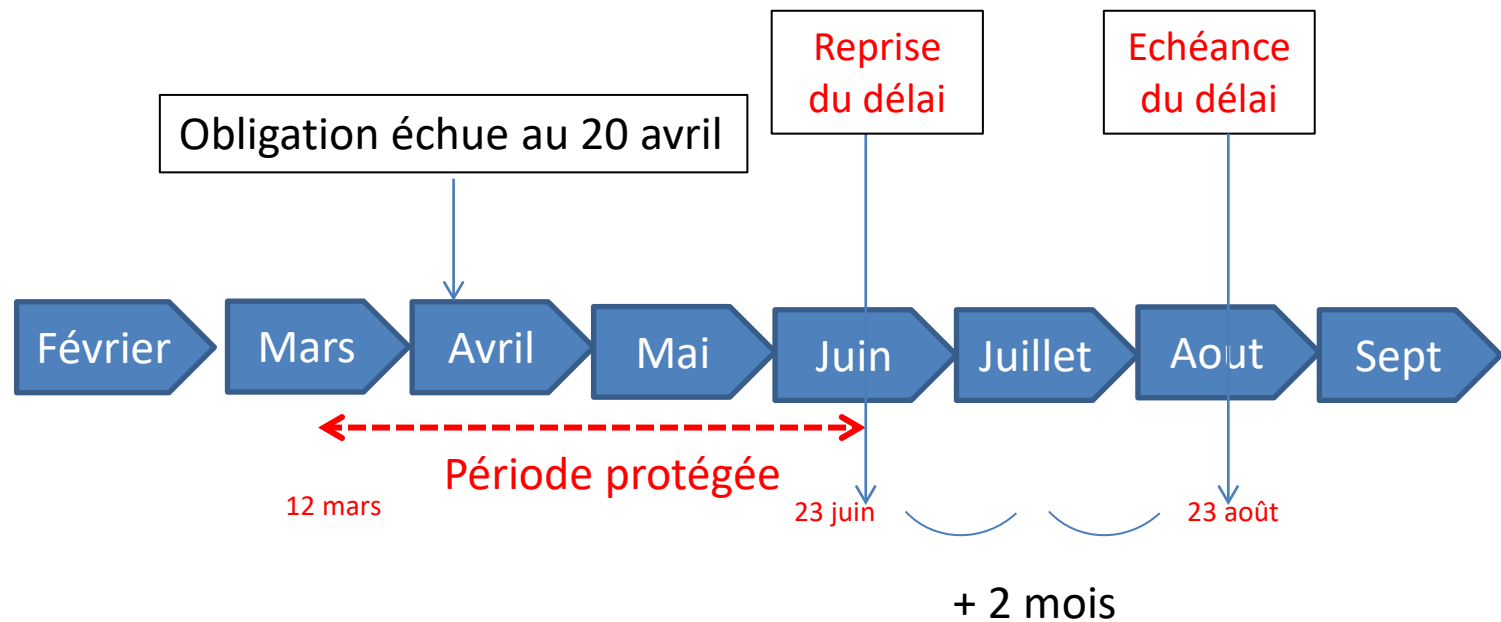 Reprise
du délai
Echéance
du délai
Obligation échue au 20 avril
Février
Mars
Avril
Mai
Juin
Juillet
Aout
Sept
Période protégée
12 mars
23 juin
23 août
+ 2 mois